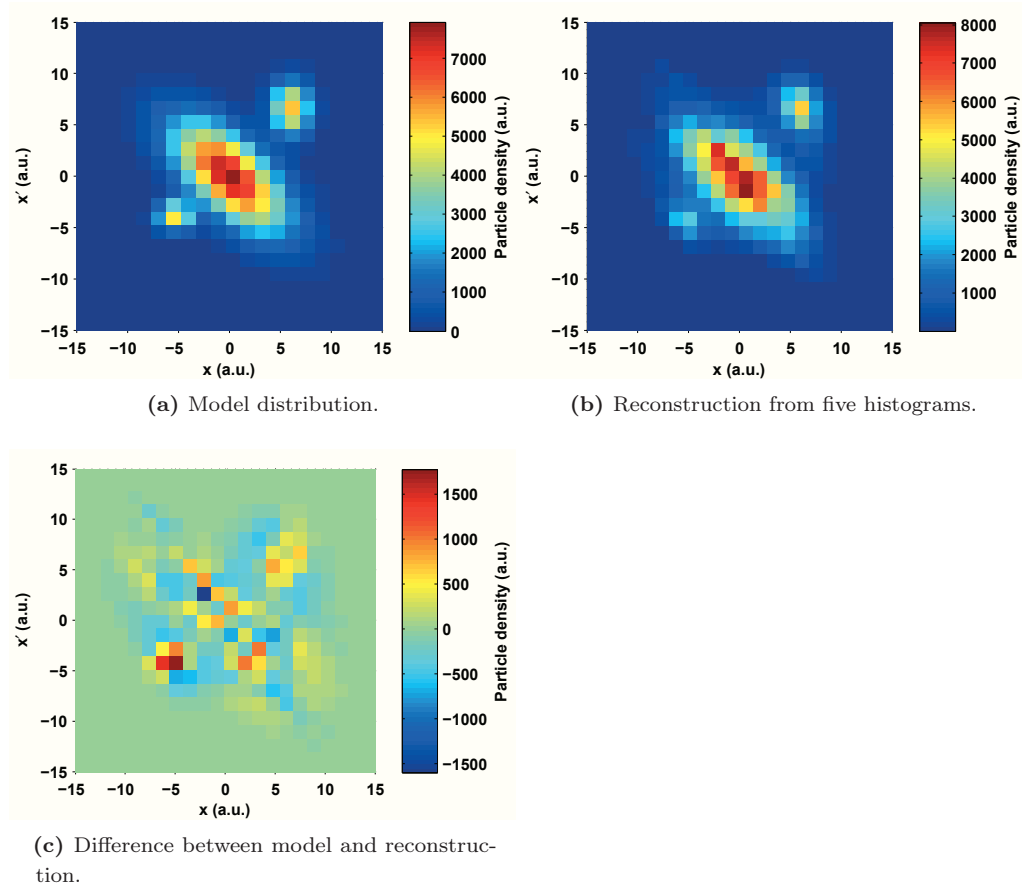 15
10
5
0
−5
−10
−15
−15 −10 −5 0 5 10 15
x (a.u.)
x′ (a.u.)
7000
6000
5000
4000
3000
2000
1000
0
Particle density (a.u.)
(a) Model distribution.
15
10
5
0
−5
−10
−15
−15 −10 −5 0 5 10 15
x (a.u.)
x′ (a.u.)
8000
7000
6000
5000
4000
3000
2000
1000
Particle density (a.u.)
(b) Reconstruction from five histograms.
15
10
5
0
−5
−10
−15
−15 −10 −5 0 5 10 15
x (a.u.)
x′ (a.u.)
1500
1000
500
0
−500
−1000
−1500
Particle density (a.u.)
(c) Difference between model and reconstruc-
tion.